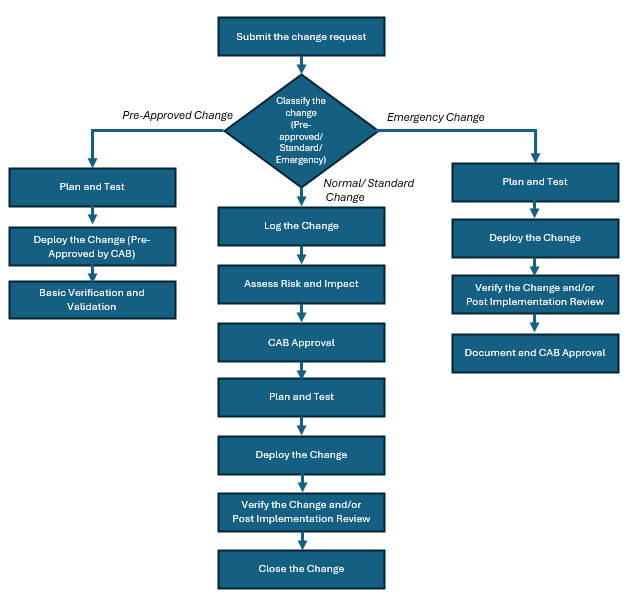 Submit the change request
Classify the
change
(Pre-
approved/
Standard/
Emergency)
Pre-Approved Change
Emergency Change
Normal/ Standard
Change
Plan and Test
Deploy the Change (Pre-
Approved by CAB)
Basic Verification and
Validation
Log the Change
Assess Risk and Impact
CAB Approval
Plan and Test
Deploy the Change
Verify the Change and/or
Post Implementation Review
Close the Change
Plan and Test
Deploy the Change
Verify the Change and/or
Post Implementation Review
Document and CAB Approval